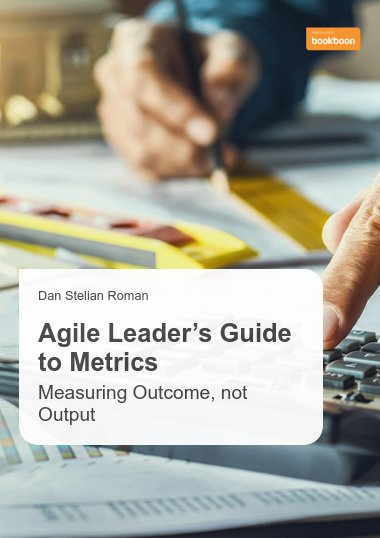 bookboon
Dan Stelian Roman
Agile Leader's Guide
to Metrics
Measuring Outcome, not
Output